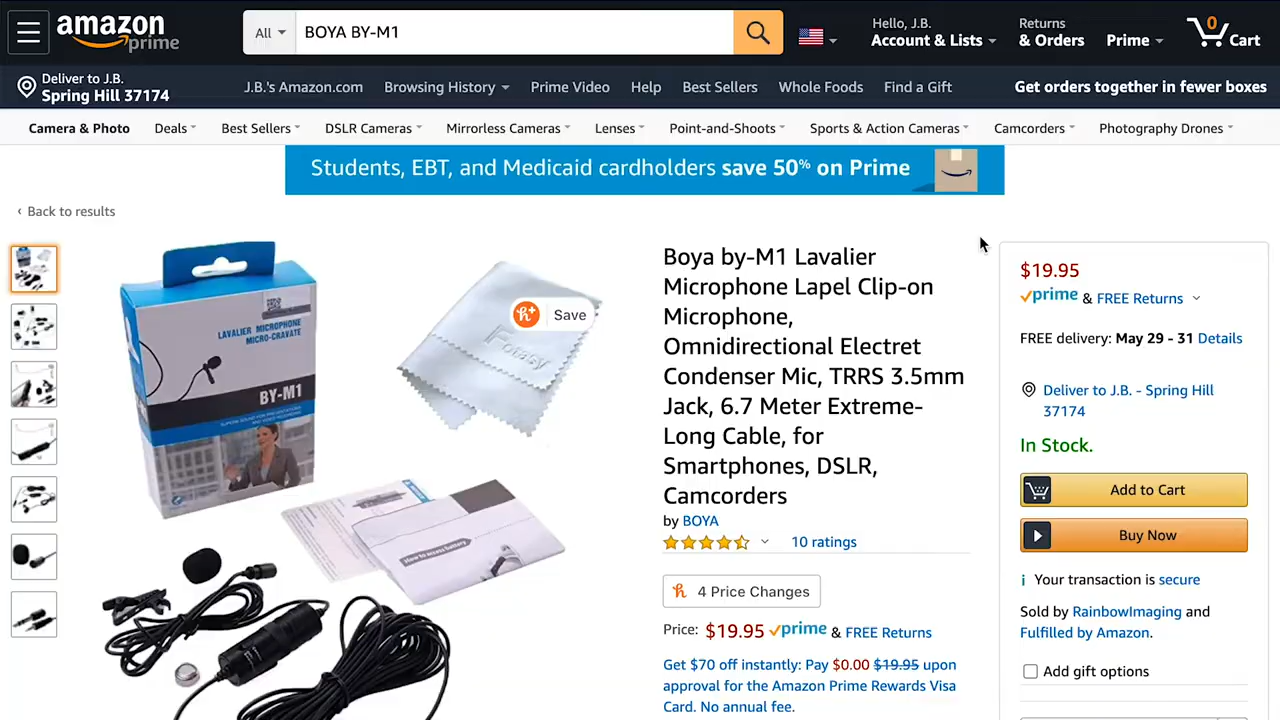 amazon
prime
All
BOYA BY-M1
Hello, J.B.
Account & Lists
Returns
& Orders
Prime
0
Cart
Deliver to J.B.
Spring Hill 37174
J.B.'s Amazon.com
Browsing History
Prime Video
Help
Best Sellers
Whole Foods
Find a Gift
Get orders together in fewer boxes
Camera & Photo
Deals
Best Sellers
DSLR Cameras
Mirrorless Cameras
Lenses
Point-and-Shoots
Sports & Action Cameras
Camcorders
Photography Drones
Students, EBT, and Medicaid cardholders save 50% on Prime
‹ Back to results
LAVALIER MICROPHONE
MICRO-CRAVATE
BY-M1
h+ Save
Fotasy
How to access battery
Boya by-M1 Lavalier
Microphone Lapel Clip-on
Microphone,
Omnidirectional Electret
Condenser Mic, TRRS 3.5mm
Jack, 6.7 Meter Extreme-
Long Cable, for
Smartphones, DSLR,
Camcorders
by BOYA
10 ratings
h 4 Price Changes
Price: $19.95 prime & FREE Returns
Get $70 off instantly: Pay $0.00 $19.95 upon
approval for the Amazon Prime Rewards Visa
Card. No annual fee.
$19.95
prime & FREE Returns
FREE delivery: May 29 - 31 Details
Deliver to J.B. - Spring Hill
37174
In Stock.
Add to Cart
Buy Now
Your transaction is secure
Sold by RainbowImaging and
Fulfilled by Amazon.
Add gift options